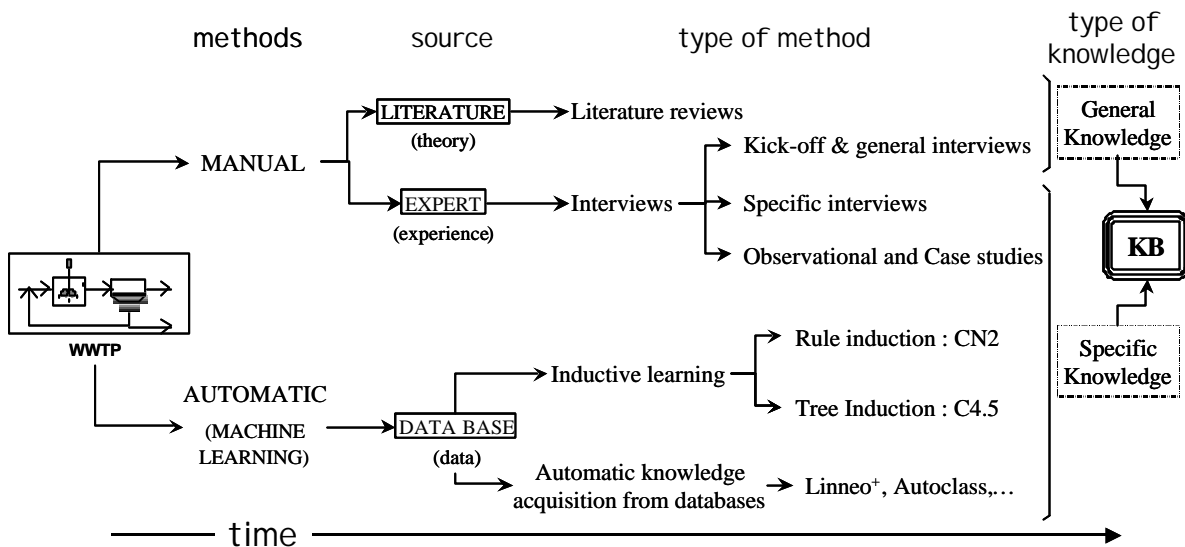 methods
source
type of method
type of
knowledge
LITERATURE
(theory)
Literature reviews
General
Knowledge
MANUAL
Kick-off & general interviews
EXPERT
(experience)
Interviews
Specific interviews
Observational and Case studies
KB
WWTP
Rule induction : CN2
Specific
Knowledge
Inductive learning
AUTOMATIC
(MACHINE
LEARNING)
Tree Induction : C4.5
DATA BASE
(data)
Automatic knowledge
acquisition from databases
Linneo⁺, Autoclass,…
time